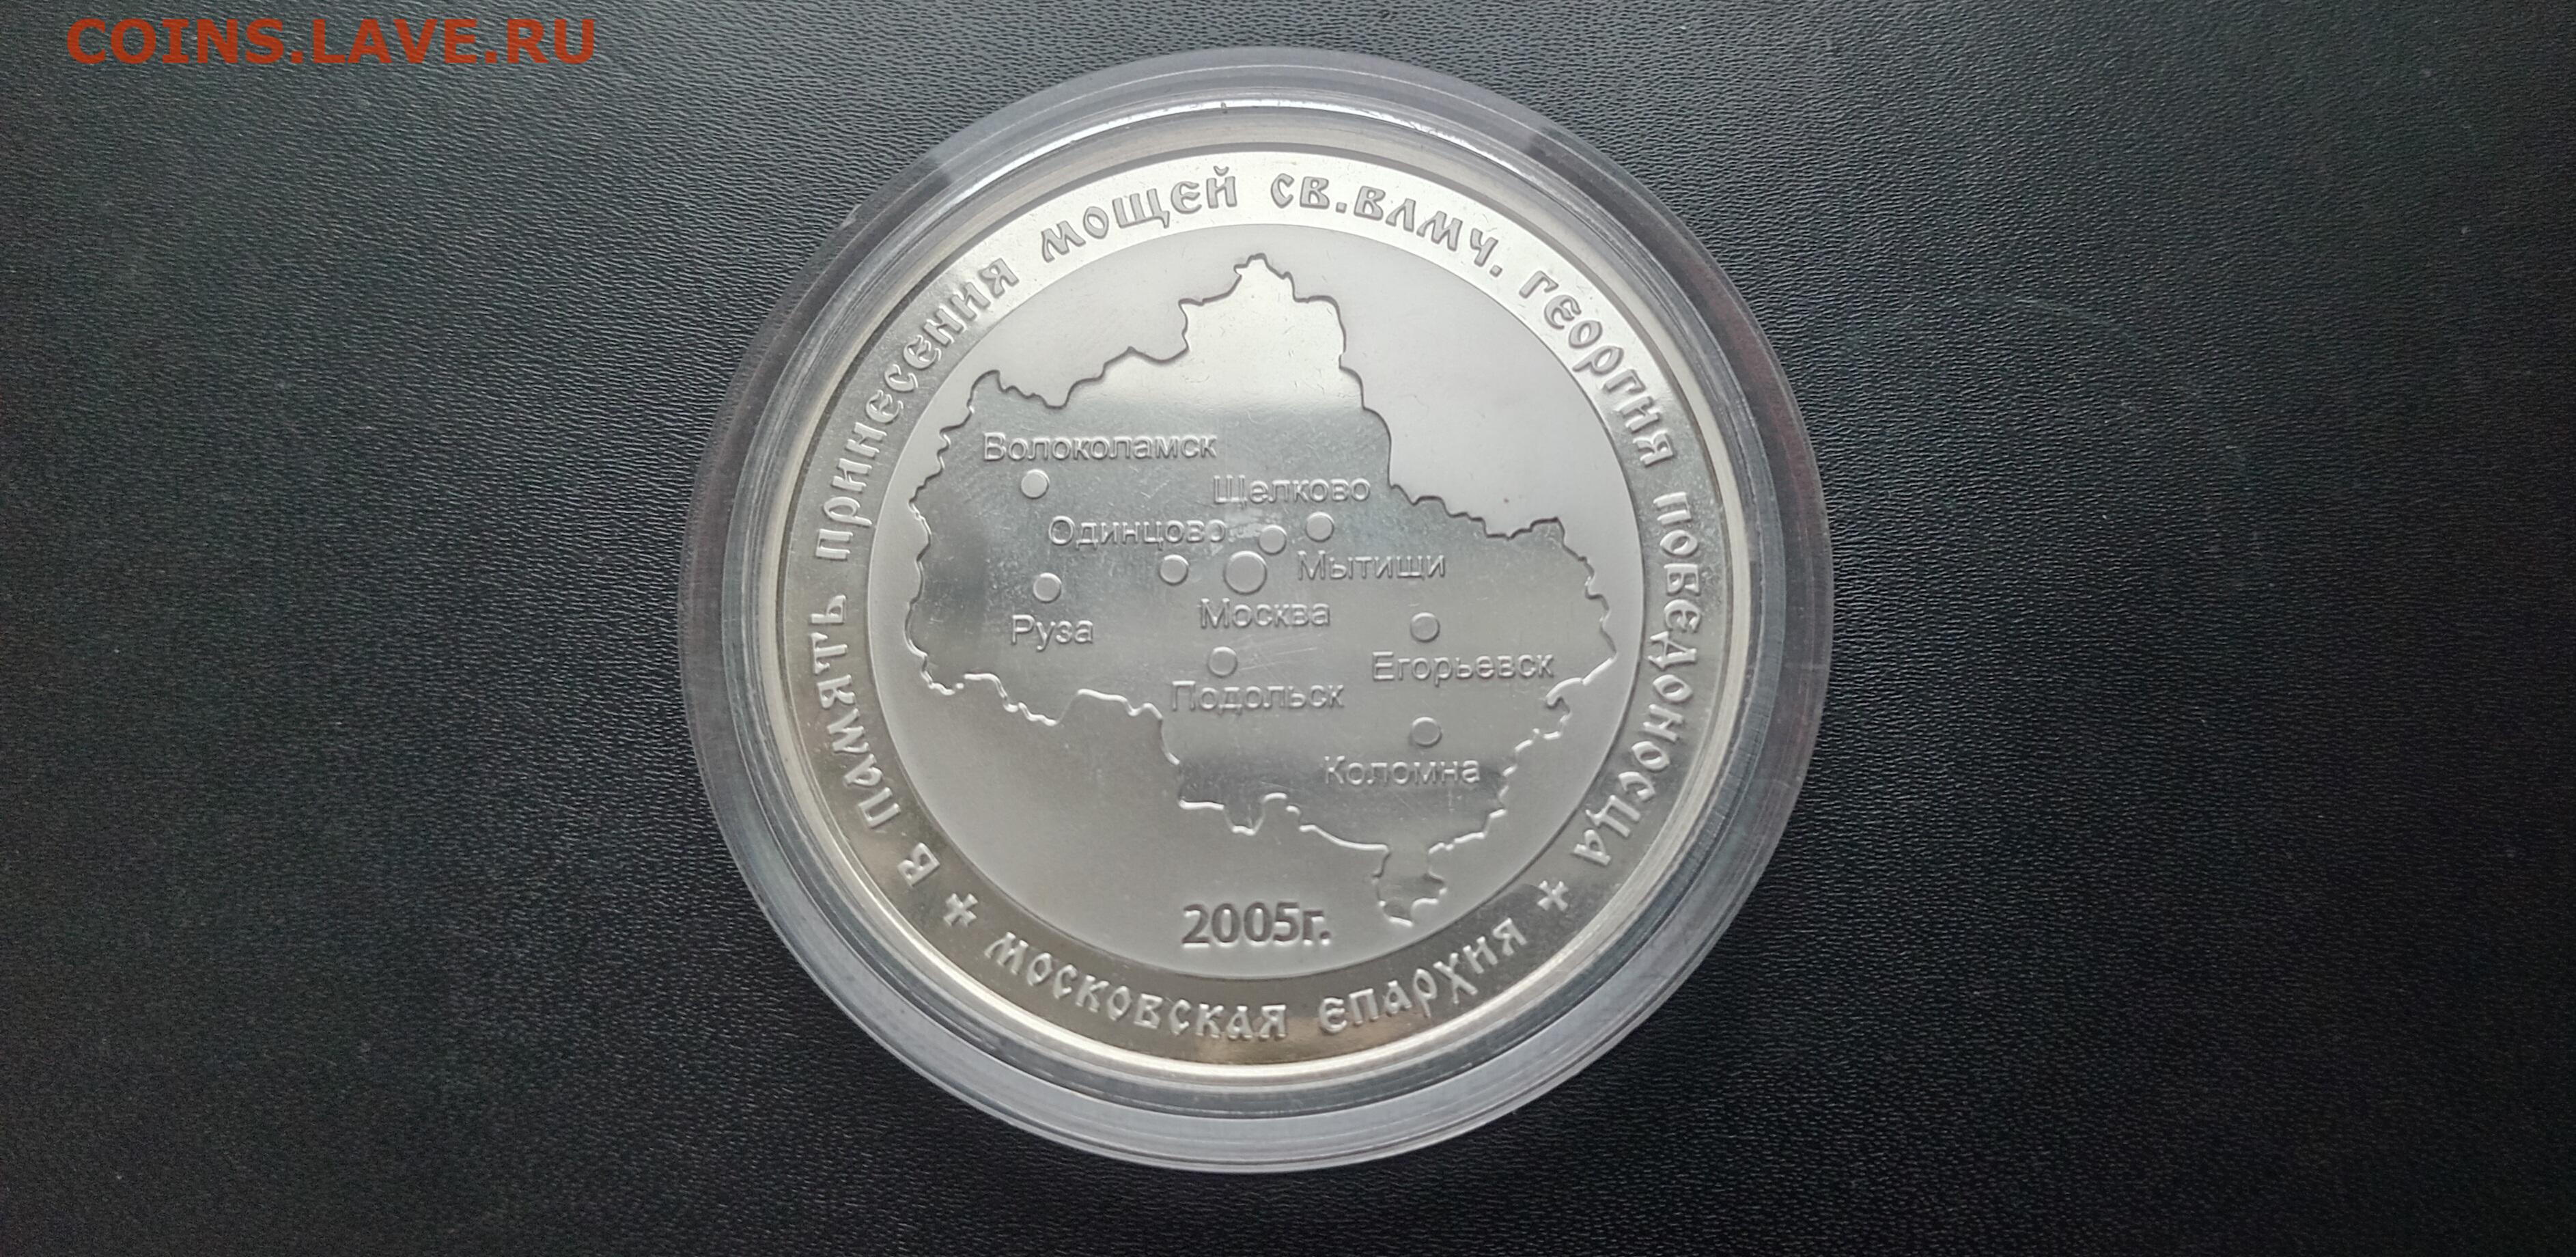 COINS.LAVE.RU
В ПАМЯТЬ ПРИНЕСЕНИЯ МОЩЕЙ СВ.ВЛМЧ. ГЕОРГИЯ ПОБЕДОНОСЦА
Волоколамск
Щелково
Одинцово
Мытищи
Москва
Руза
Егорьевск
Подольск
Коломна
2005г.
МОСКОВСКАЯ ЕПАРХИЯ